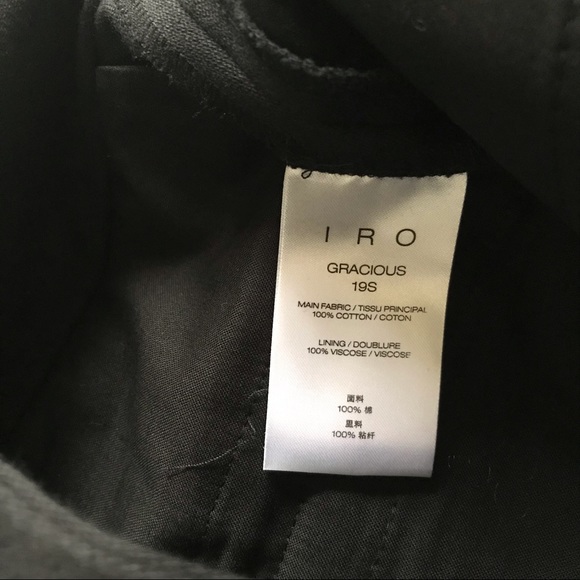 IRO
GRACIOUS
19S
MAIN FABRIC / TISSU PRINCIPAL
100% COTTON / COTON
LINING / DOUBLURE
100% VISCOSE / VISCOSE
面料
100% 棉
里料
100% 粘纤